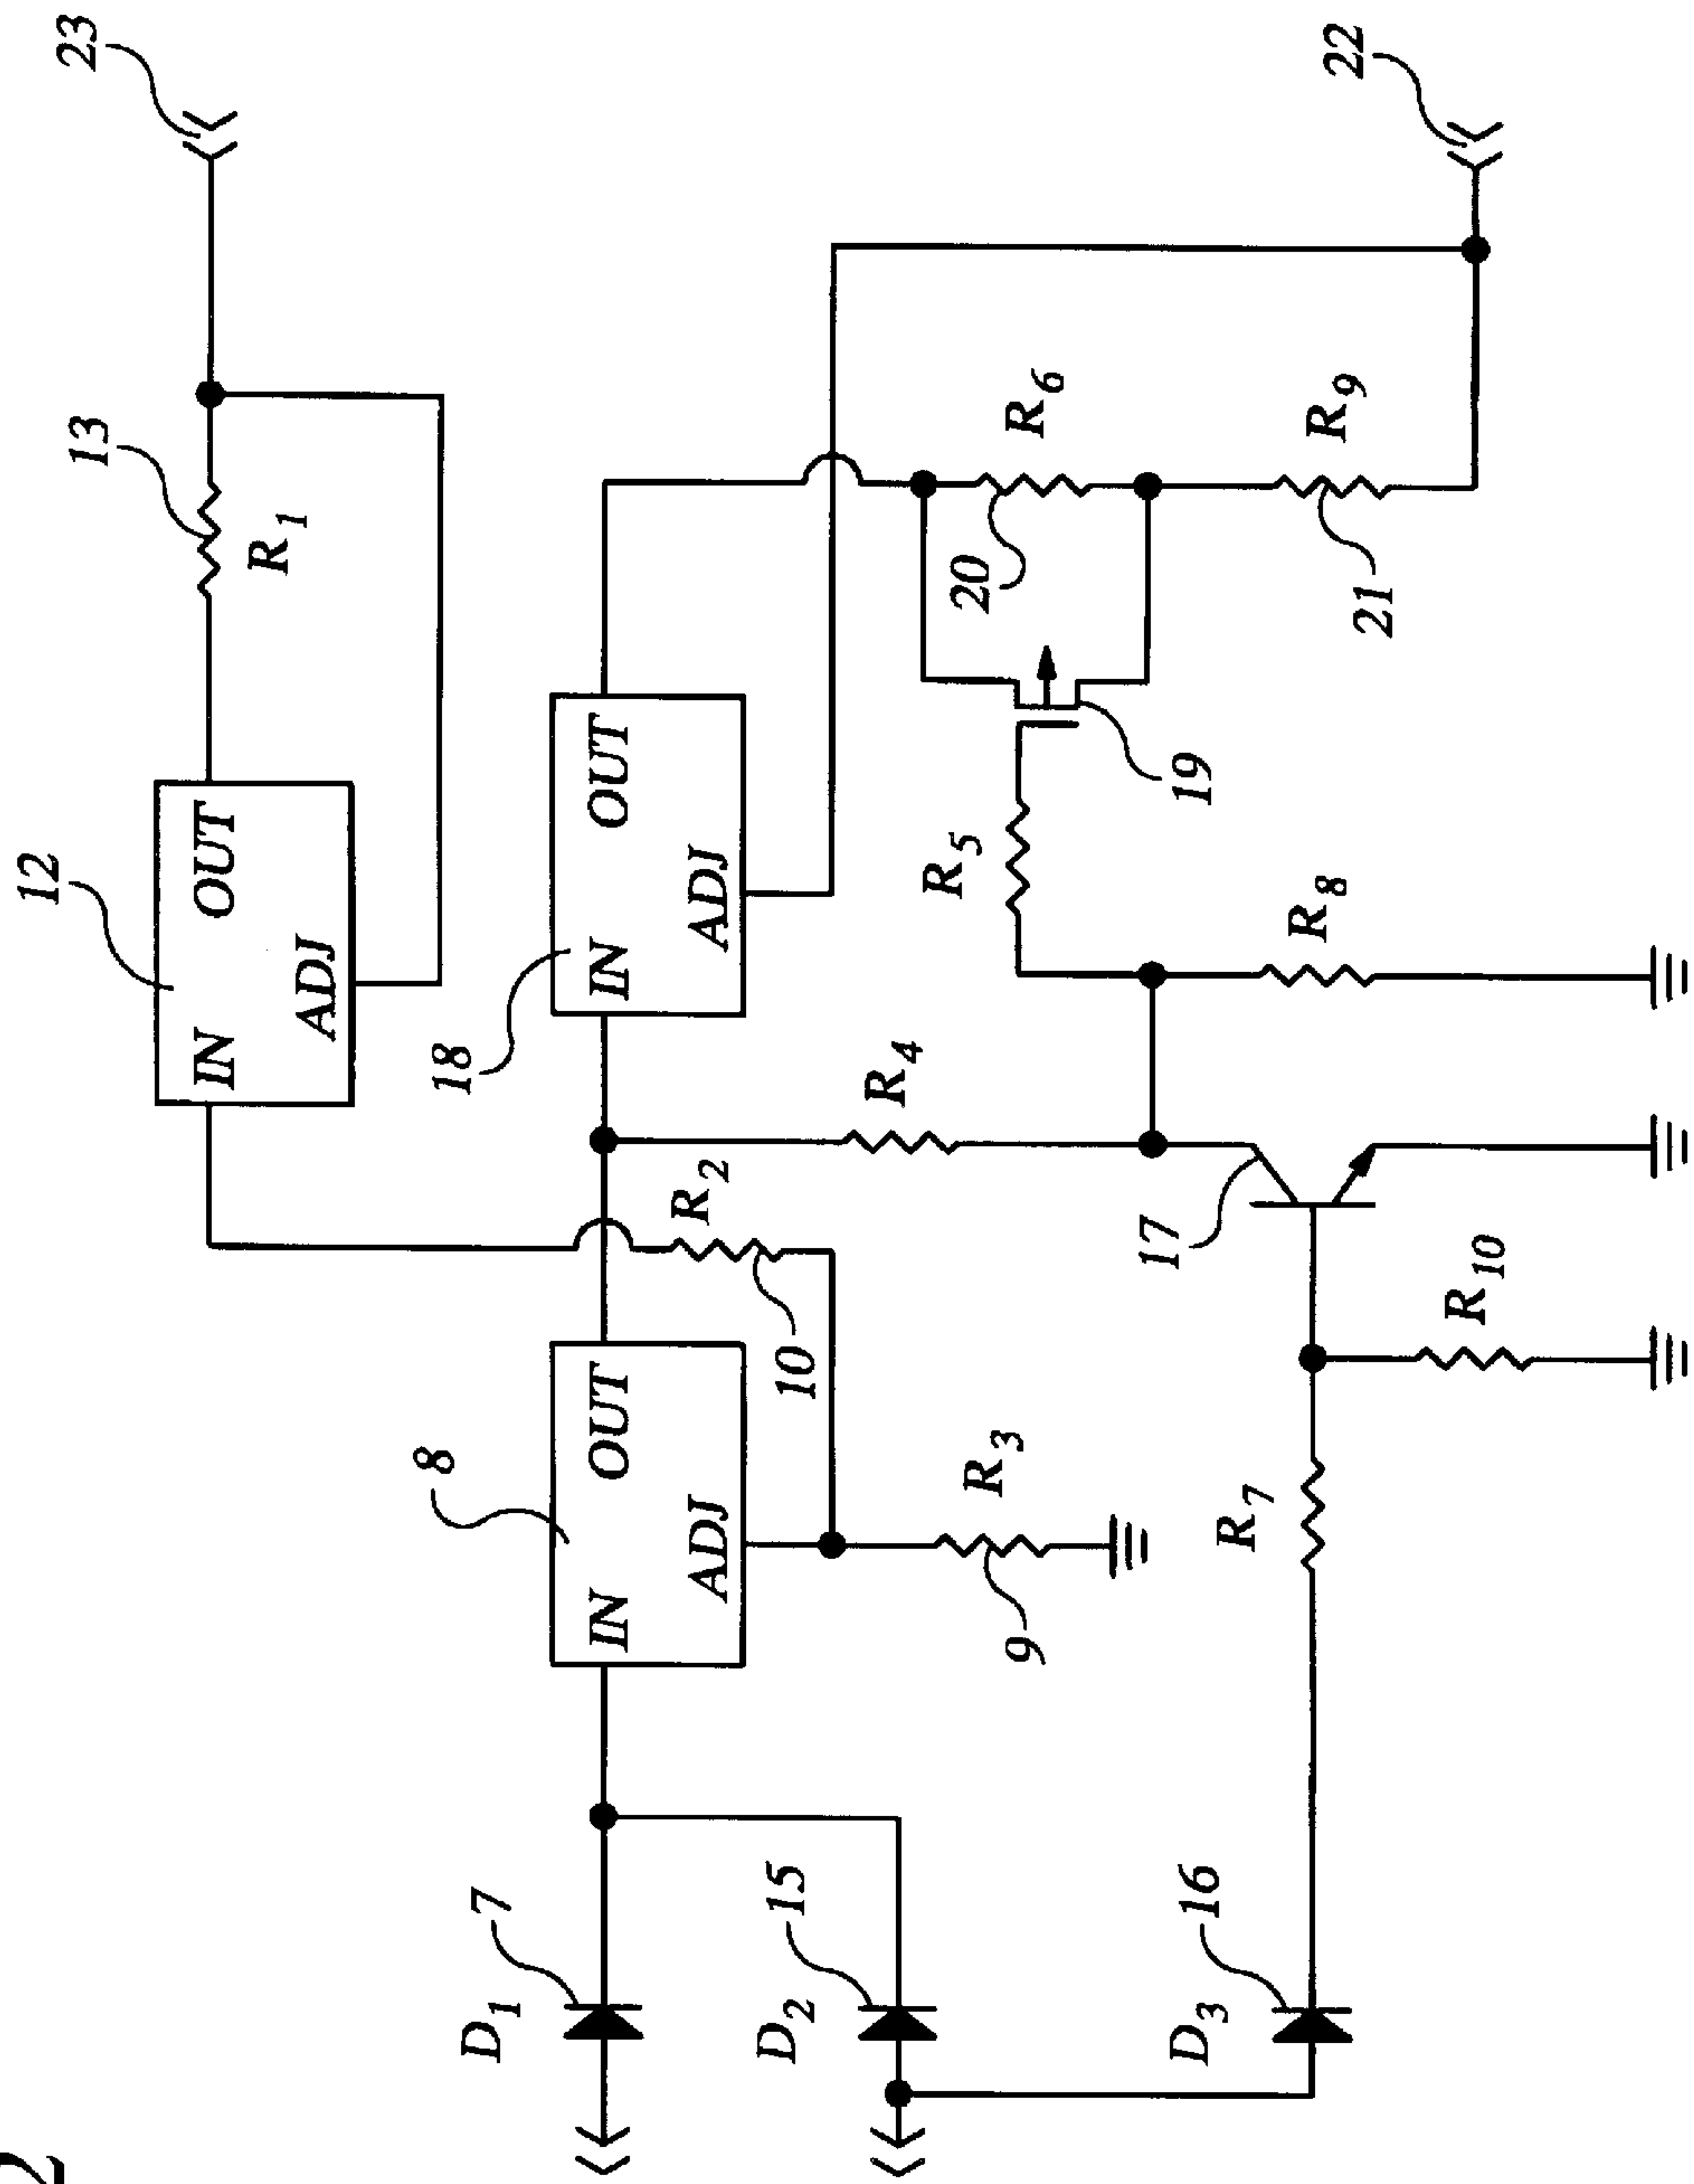 2
12
23
13
IN OUT
R1
ADJ
8
18
D1 7
IN OUT
IN OUT
R2
ADJ
ADJ
D2 15
10
R4
R5
20
R3
R6
9
17
19
D3 16
R7
R8
R9
22
21
R10